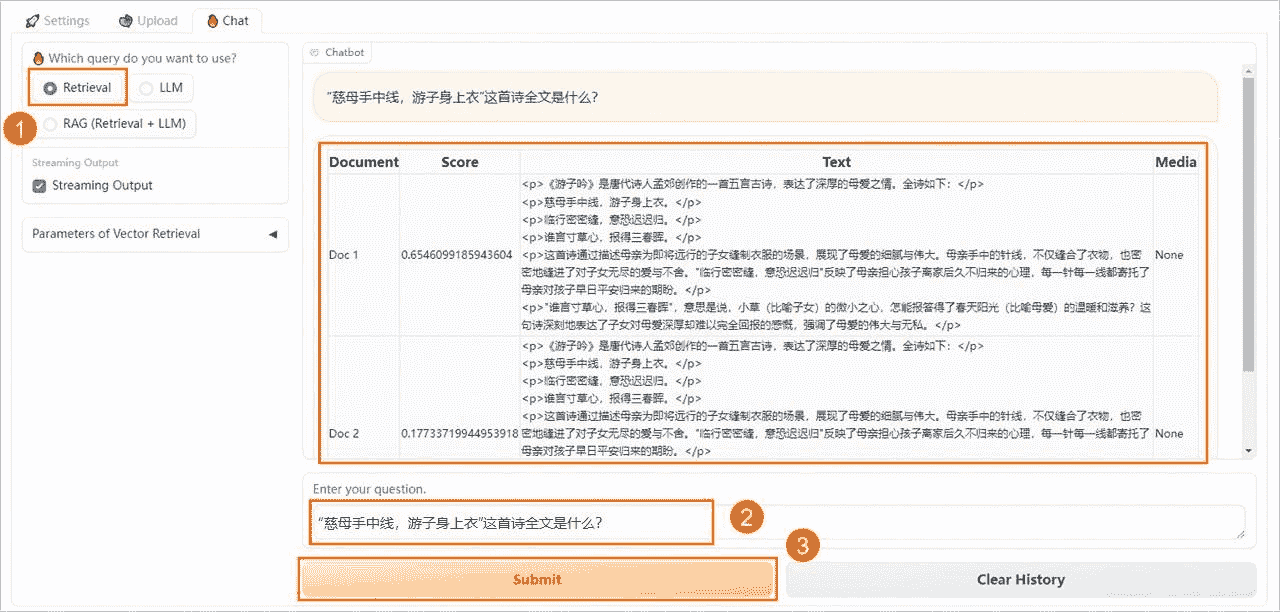 Settings
Upload
Chat
Which query do you want to use?
Retrieval
LLM
RAG (Retrieval + LLM)
1
Streaming Output
Streaming Output
Parameters of Vector Retrieval
Chatbot
“慈母手中线，游子身上衣”这首诗全文是什么？
Document Score Text Media
Doc 1
0.6546099185943604
<p>《游子吟》是唐代诗人孟郊创作的一首五言古诗，表达了深厚的母爱之情。全诗如下：</p>
<p>慈母手中线，游子身上衣。</p>
<p>临行密密缝，意恐迟迟归。</p>
<p>谁言寸草心，报得三春晖。</p>
<p>这首诗通过描述母亲为即将远行的子女缝制衣服的场景，展现了母爱的细腻与伟大。母亲手中的针线，不仅缝合了衣物，也密
密地缝进了对子女无尽的爱与不舍。"临行密密缝，意恐迟迟归"反映了母亲担心孩子离家后久不归来的心理，每一针每一线都寄托了
母亲对孩子早日平安归来的期盼。</p>
<p>"谁言寸草心，报得三春晖"，意思是说，小草（比喻子女）的微小之心，怎能报答得了春天阳光（比喻母爱）的温暖和滋养？这
句诗深刻地表达了子女对母爱深厚却难以完全回报的感慨，强调了母爱的伟大与无私。</p>
None
Doc 2
0.17733719944953918
<p>《游子吟》是唐代诗人孟郊创作的一首五言古诗，表达了深厚的母爱之情。全诗如下：</p>
<p>慈母手中线，游子身上衣。</p>
<p>临行密密缝，意恐迟迟归。</p>
<p>谁言寸草心，报得三春晖。</p>
<p>这首诗通过描述母亲为即将远行的子女缝制衣服的场景，展现了母爱的细腻与伟大。母亲手中的针线，不仅缝合了衣物，也密
密地缝进了对子女无尽的爱与不舍。"临行密密缝，意恐迟迟归"反映了母亲担心孩子离家后久不归来的心理，每一针每一线都寄托了
母亲对孩子早日平安归来的期盼。</p>
None
Enter your question.
“慈母手中线，游子身上衣”这首诗全文是什么？
2
3
Submit
Clear History